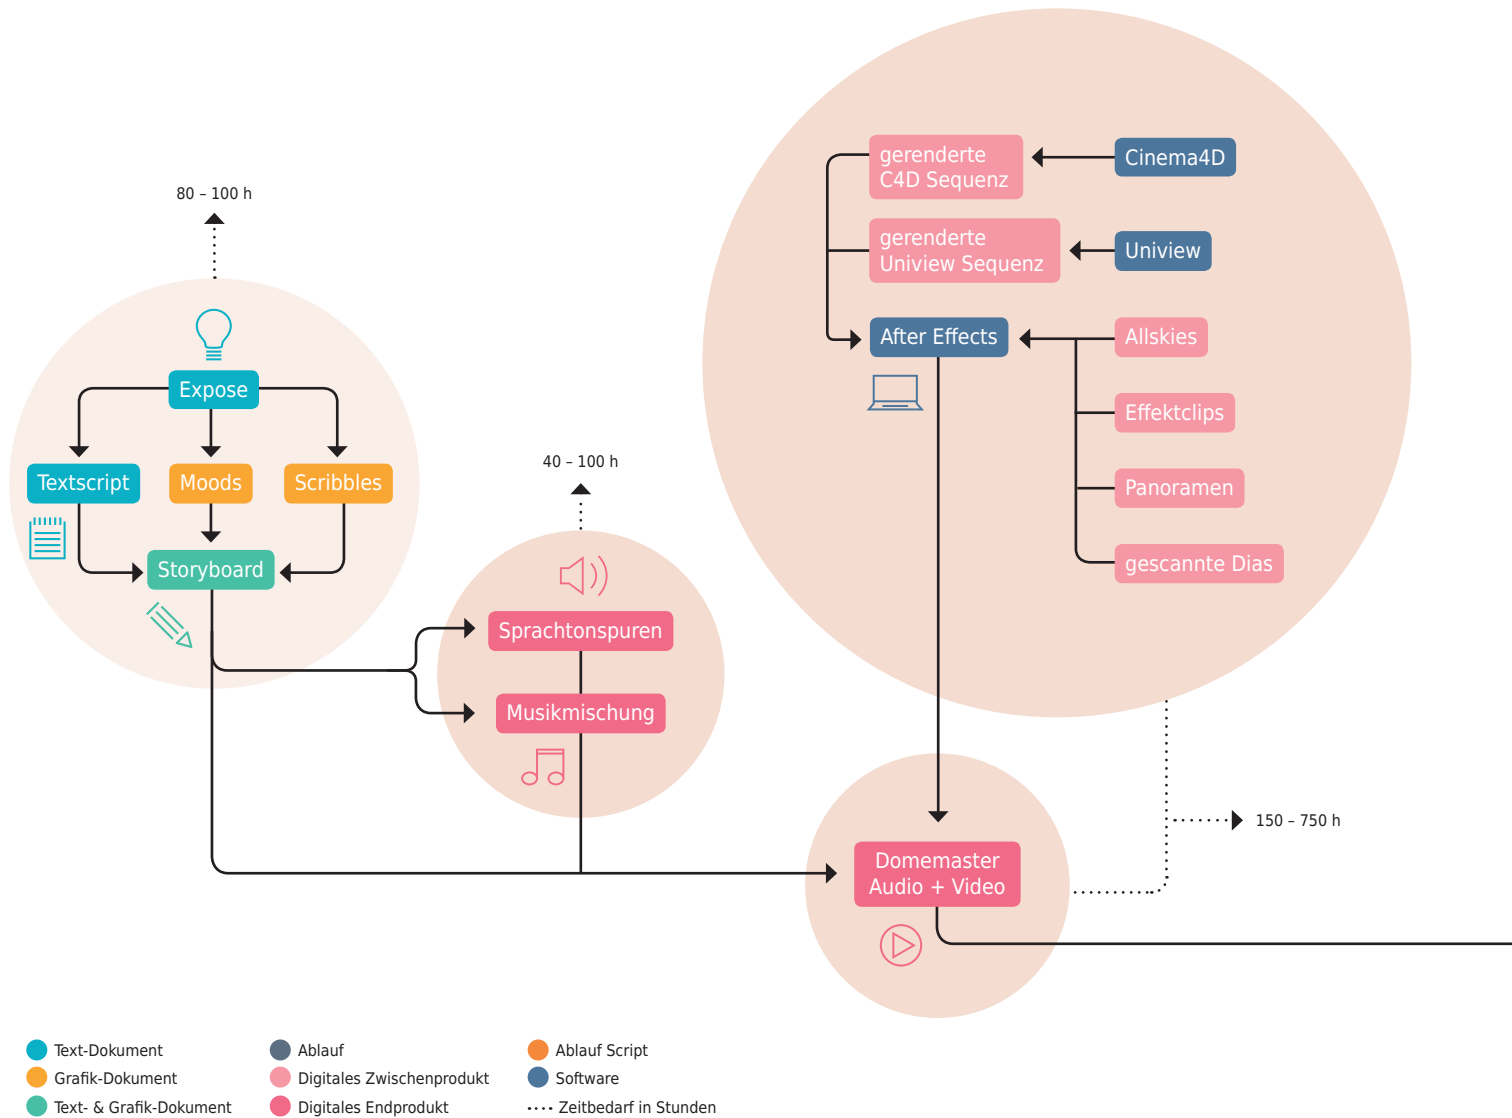 80 – 100 h
Expose
Textscript
Moods
Scribbles
Storyboard
40 – 100 h
Sprachtonspuren
Musikmischung
gerenderte
C4D Sequenz
Cinema4D
gerenderte
Uniview Sequenz
Uniview
After Effects
Allskies
Effektclips
Panoramen
gescannte Dias
Domemaster
Audio + Video
150 – 750 h
Text-Dokument
Grafik-Dokument
Text- & Grafik-Dokument
Ablauf
Digitales Zwischenprodukt
Digitales Endprodukt
Ablauf Script
Software
Zeitbedarf in Stunden